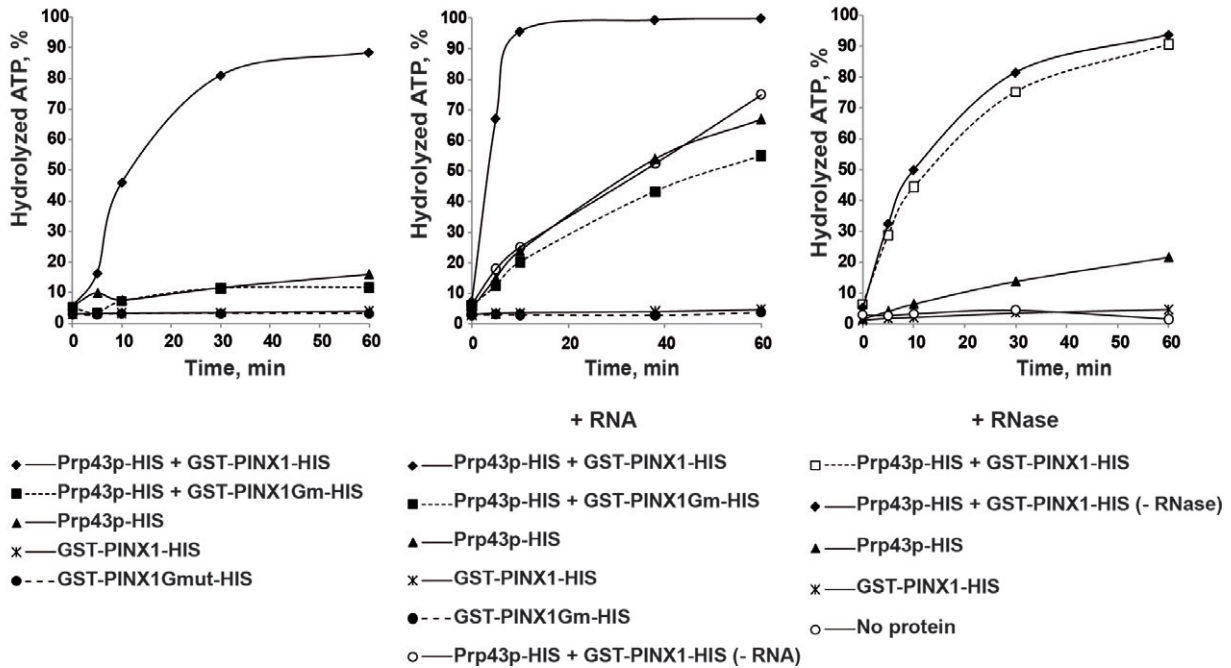 Hydrolyzed ATP, %
100
90
80
70
60
50
40
30
20
10
0
0 10 20 30 40 50 60
Time, min
Prp43p-HIS + GST-PINX1-HIS
Prp43p-HIS + GST-PINX1Gm-HIS
Prp43p-HIS
GST-PINX1-HIS
GST-PINX1Gmut-HIS
Hydrolyzed ATP, %
100
90
80
70
60
50
40
30
20
10
0
0 20 40 60
Time, min
+ RNA
Prp43p-HIS + GST-PINX1-HIS
Prp43p-HIS + GST-PINX1Gm-HIS
Prp43p-HIS
GST-PINX1-HIS
GST-PINX1Gm-HIS
Prp43p-HIS + GST-PINX1-HIS (- RNA)
Hydrolyzed ATP, %
100
90
80
70
60
50
40
30
20
10
0
0 10 20 30 40 50 60
Time, min
+ RNase
Prp43p-HIS + GST-PINX1-HIS
Prp43p-HIS + GST-PINX1-HIS (- RNase)
Prp43p-HIS
GST-PINX1-HIS
No protein